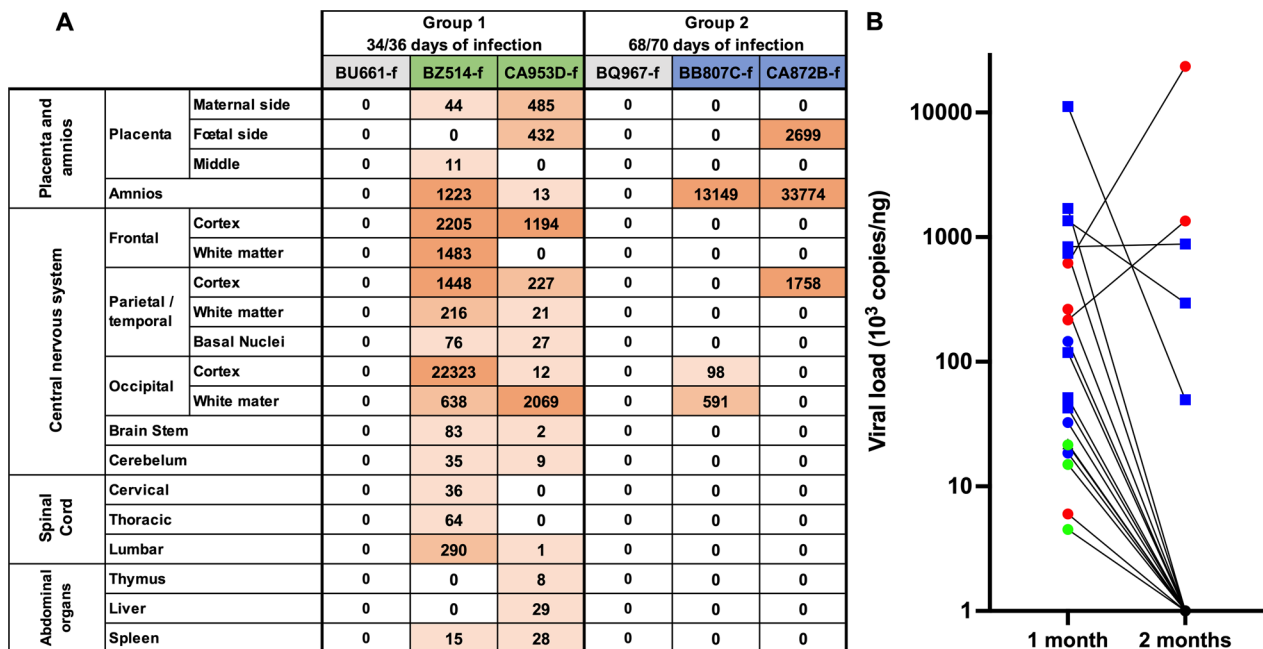 A
Group 1
34/36 days of infection
Group 2
68/70 days of infection
BU661-f BZ514-f CA953D-f BQ967-f BB807C-f CA872B-f
Placenta and
amnios
Placenta
Maternal side 0 44 485 0 0 0
Fœtal side 0 0 432 0 0 2699
Middle 0 11 0 0 0 0
Amnios 0 1223 13 0 13149 33774
Central nervous system
Frontal
Cortex 0 2205 1194 0 0 0
White matter 0 1483 0 0 0 0
Parietal /
temporal
Cortex 0 1448 227 0 0 1758
White matter 0 216 21 0 0 0
Basal Nuclei 0 76 27 0 0 0
Occipital
Cortex 0 22323 12 0 98 0
White mater 0 638 2069 0 591 0
Brain Stem 0 83 2 0 0 0
Cerebelum 0 35 9 0 0 0
Spinal
Cord
Cervical 0 36 0 0 0 0
Thoracic 0 64 0 0 0 0
Lumbar 0 290 1 0 0 0
Abdominal
organs
Thymus 0 0 8 0 0 0
Liver 0 0 29 0 0 0
Spleen 0 15 28 0 0 0
B
Viral load (10³ copies/ng)
10000
1000
100
10
1
1 month 2 months